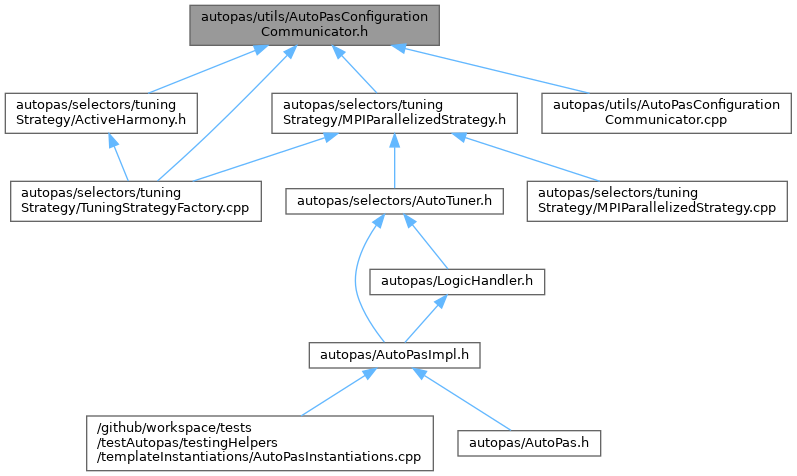 autopas/utils/AutoPasConfiguration
Communicator.h
autopas/selectors/tuning
Strategy/ActiveHarmony.h
autopas/selectors/tuning
Strategy/MPIParallelizedStrategy.h
autopas/utils/AutoPasConfiguration
Communicator.cpp
autopas/selectors/tuning
Strategy/TuningStrategyFactory.cpp
autopas/selectors/AutoTuner.h
autopas/selectors/tuning
Strategy/MPIParallelizedStrategy.cpp
autopas/LogicHandler.h
autopas/AutoPasImpl.h
/github/workspace/tests
/testAutopas/testingHelpers
/templateInstantiations/AutoPasInstantiations.cpp
autopas/AutoPas.h